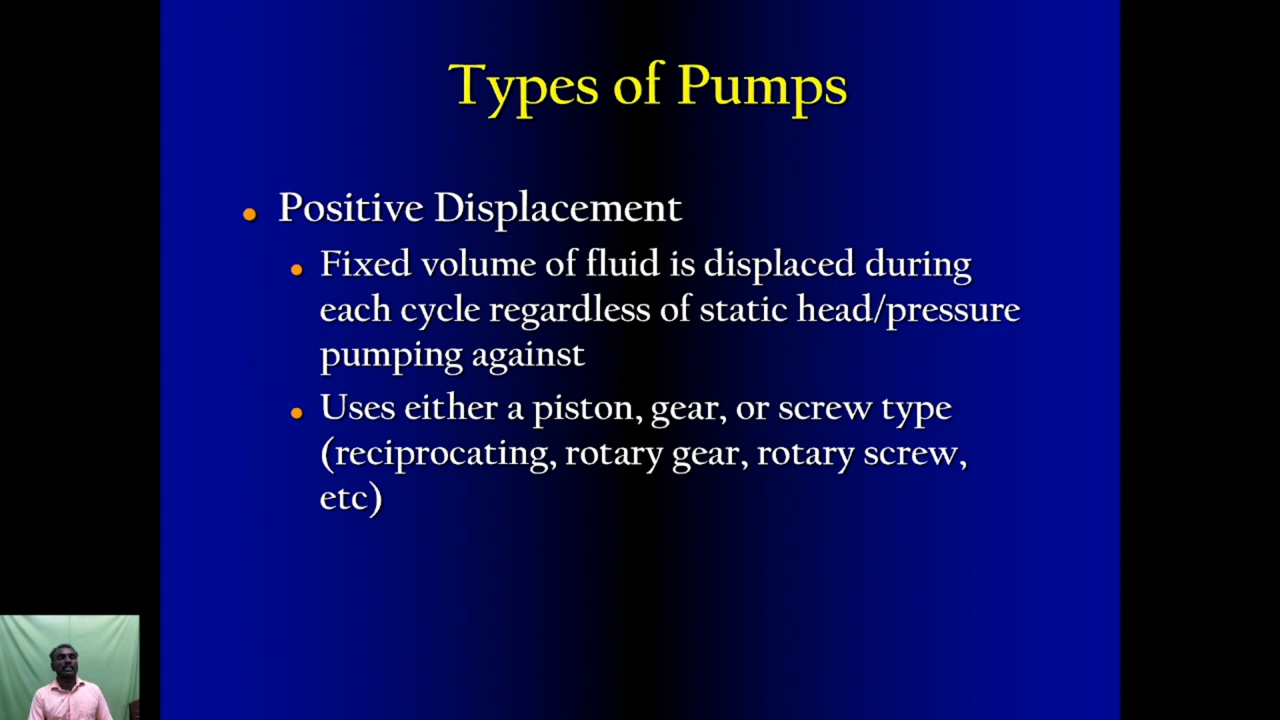 Types of Pumps
Positive Displacement
Fixed volume of fluid is displaced during
each cycle regardless of static head/pressure
pumping against
Uses either a piston, gear, or screw type
(reciprocating, rotary gear, rotary screw,
etc)